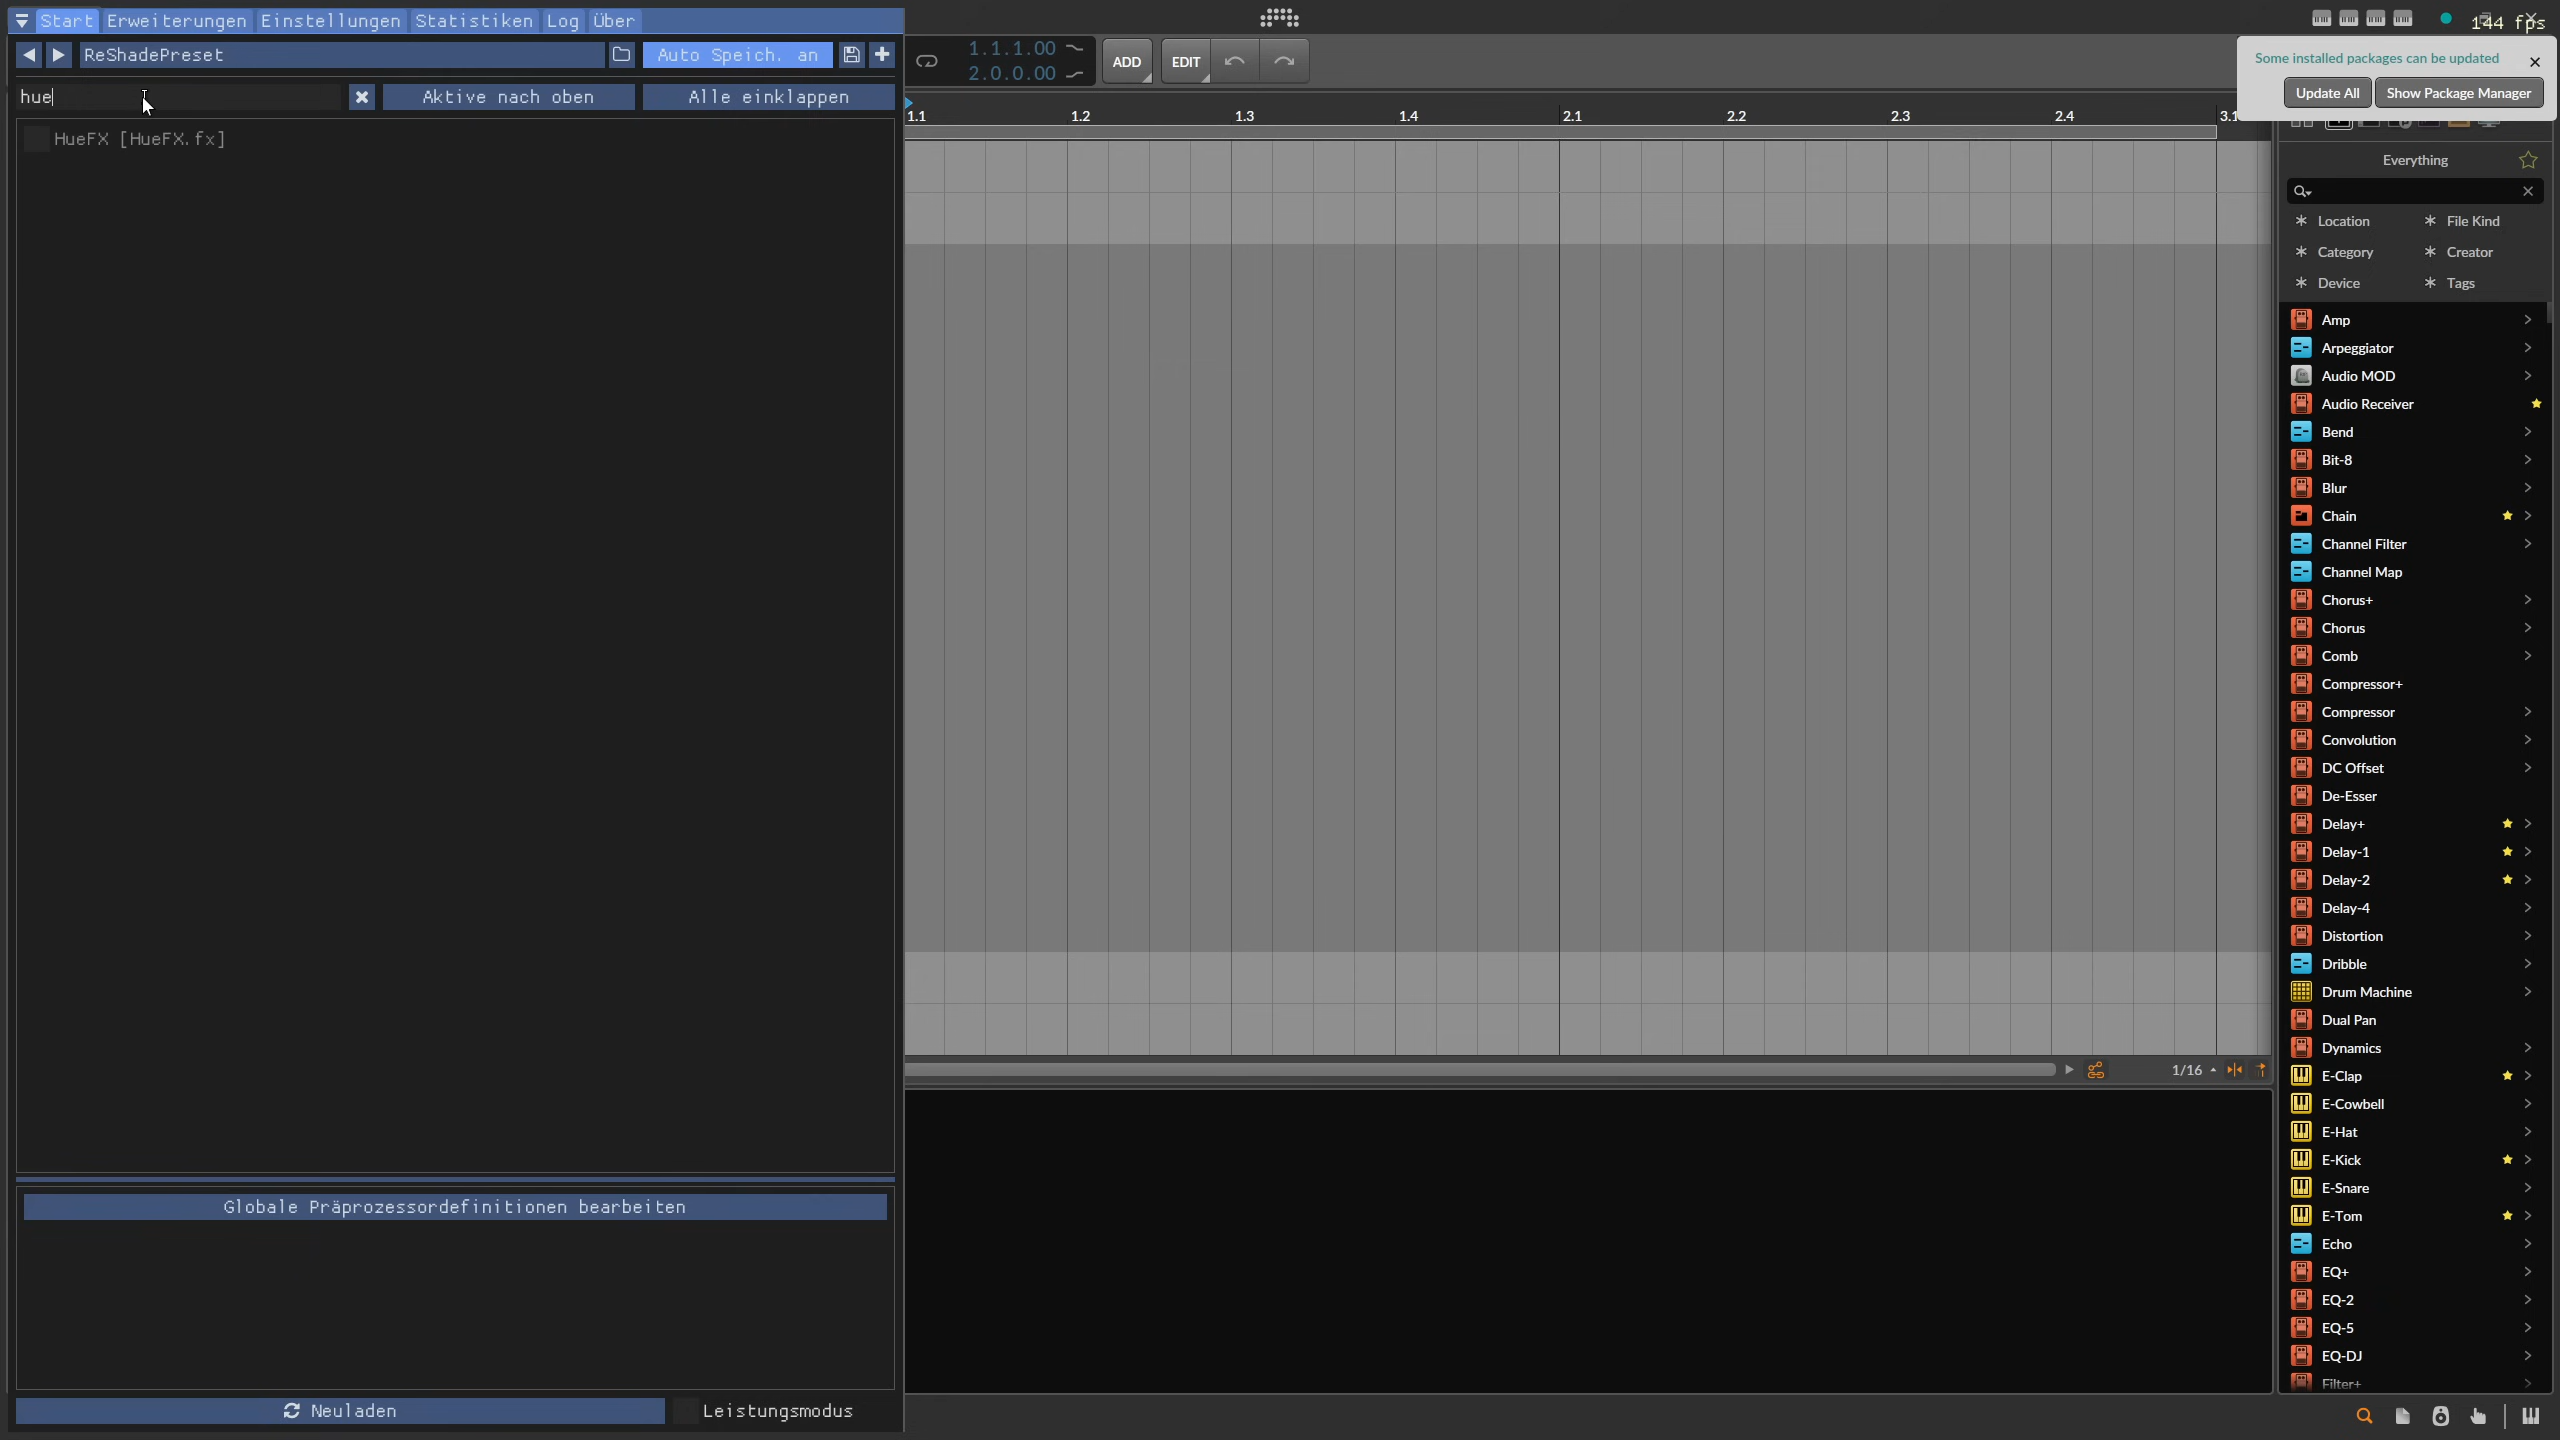 Start Erweiterungen Einstellungen Statistiken Log Über
ReShadePreset Auto Speich. an
hue Aktive nach oben Alle einklappen
HueFX [HueFX.fx]
Globale Präprozessordefinitionen bearbeiten
Neuladen Leistungsmodus
1.1.1.00
2.0.0.00
ADD EDIT
144 fps
Some installed packages can be updated
Update All Show Package Manager
1.1 1.2 1.3 1.4 2.1 2.2 2.3 2.4 3.1
1/16
Everything
Location File Kind
Category Creator
Device Tags
Amp
Arpeggiator
Audio MOD
Audio Receiver
Bend
Bit-8
Blur
Chain
Channel Filter
Channel Map
Chorus+
Chorus
Comb
Compressor+
Compressor
Convolution
DC Offset
De-Esser
Delay+
Delay-1
Delay-2
Delay-4
Distortion
Dribble
Drum Machine
Dual Pan
Dynamics
E-Clap
E-Cowbell
E-Hat
E-Kick
E-Snare
E-Tom
Echo
EQ+
EQ-2
EQ-5
EQ-DJ
Filter+